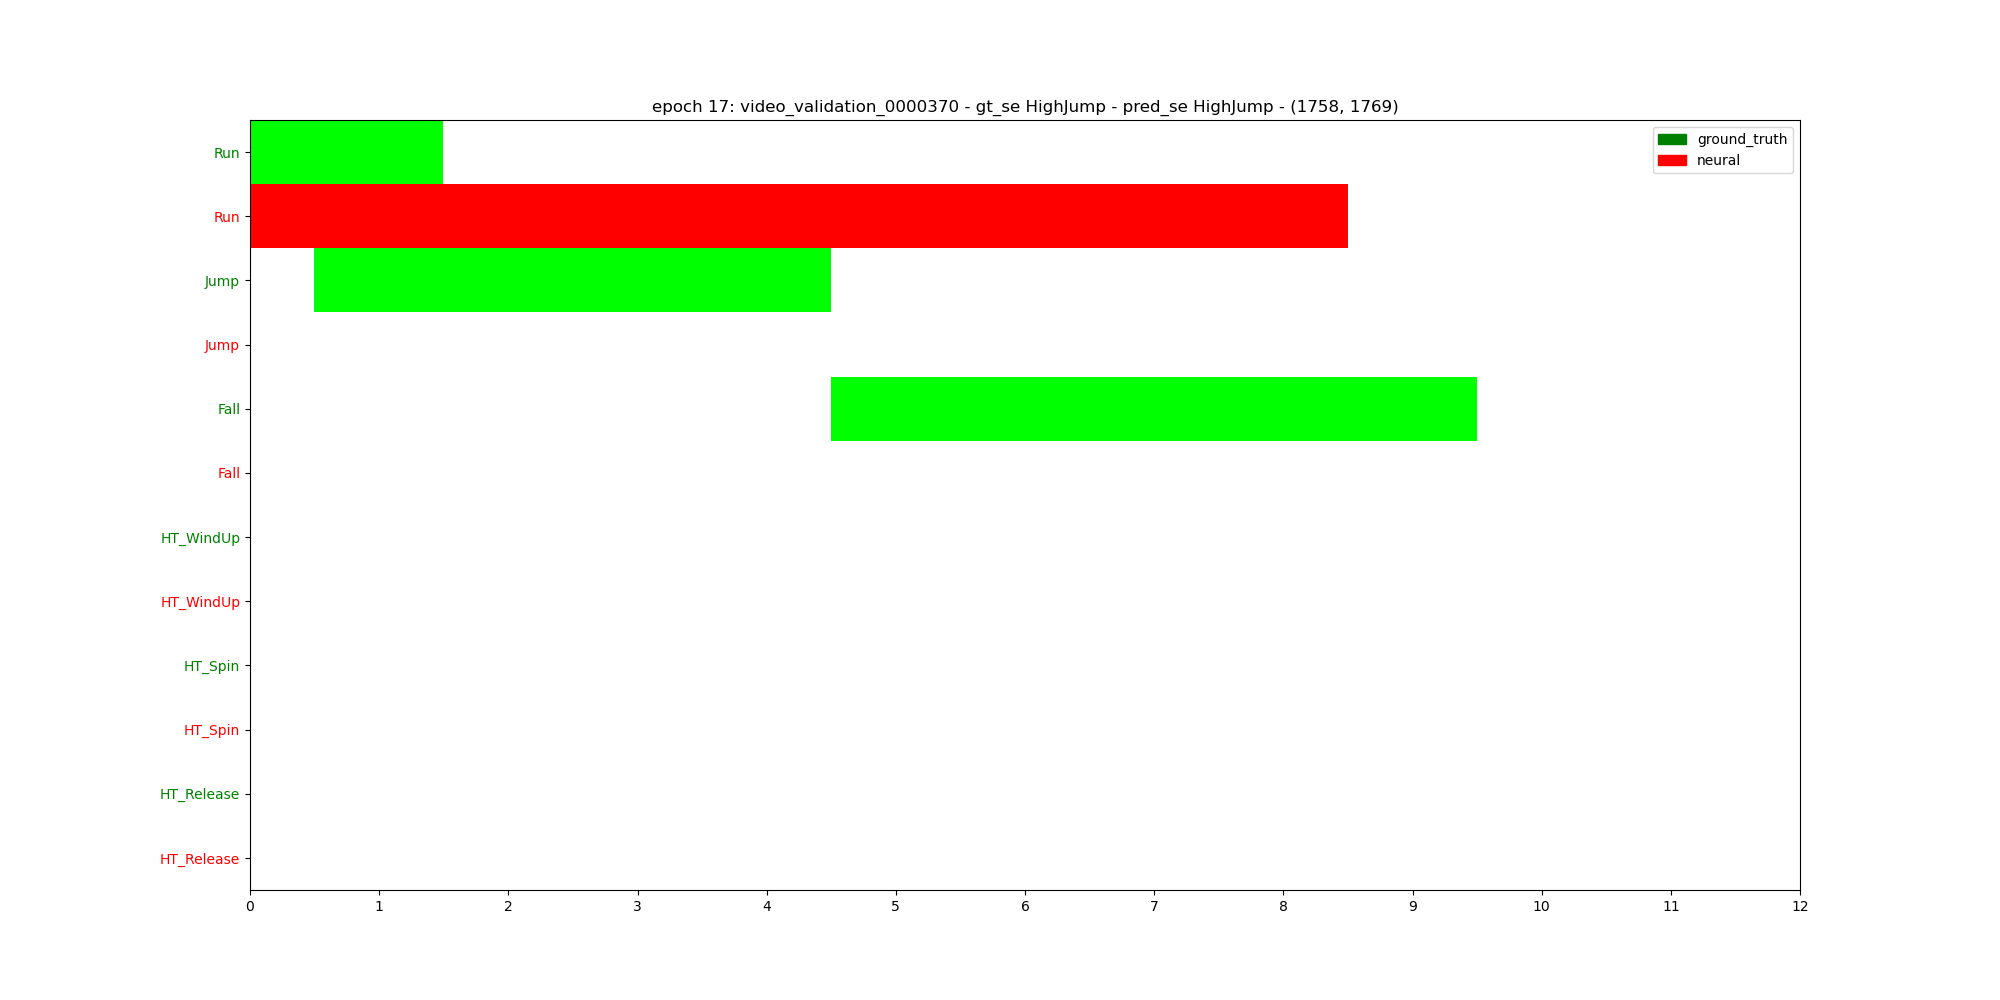 epoch 17: video_validation_0000370 - gt_se HighJump - pred_se HighJump - (1758, 1769)
ground_truth
neural
Run
Run
Jump
Jump
Fall
Fall
HT_WindUp
HT_WindUp
HT_Spin
HT_Spin
HT_Release
HT_Release
0 1 2 3 4 5 6 7 8 9 10 11 12